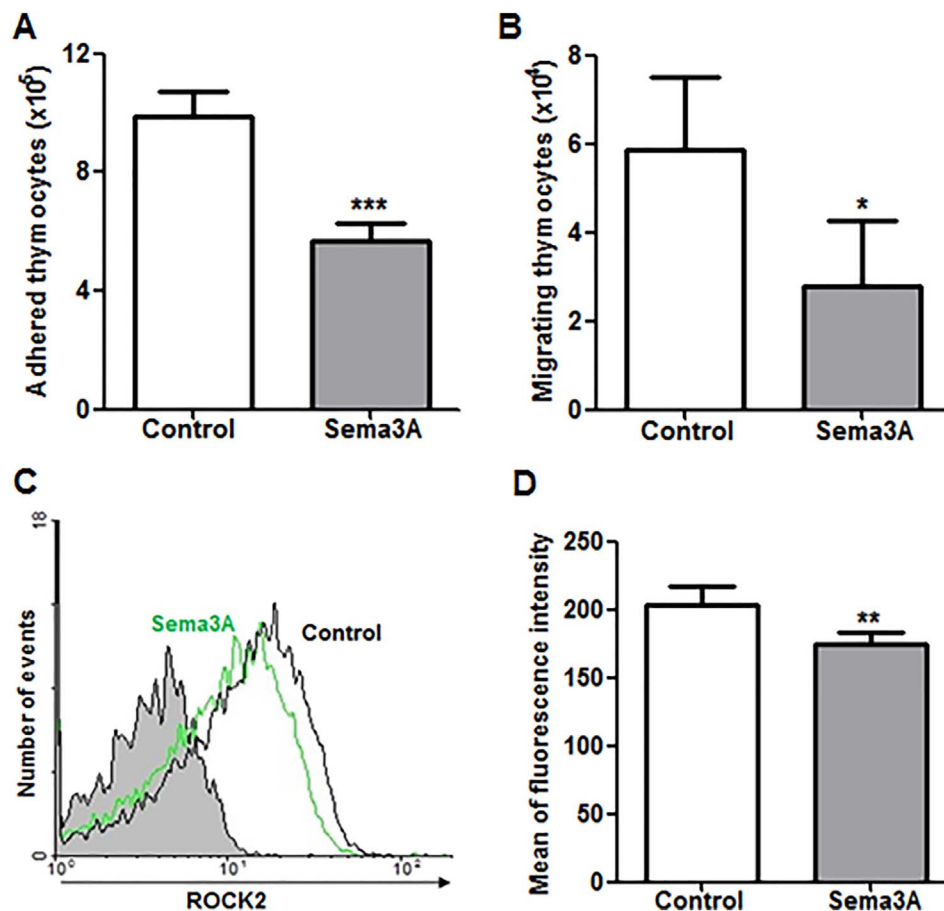 A
Adhered thymocytes (x10⁵)
12
8
4
0
***
Control Sema3A
B
Migrating thymocytes (x10⁴)
8
6
4
2
0
*
Control Sema3A
C
Number of events
18
0
Sema3A
Control
10⁰ 10¹ 10²
ROCK2
D
Mean of fluorescence intensity
250
200
150
100
50
0
**
Control Sema3A